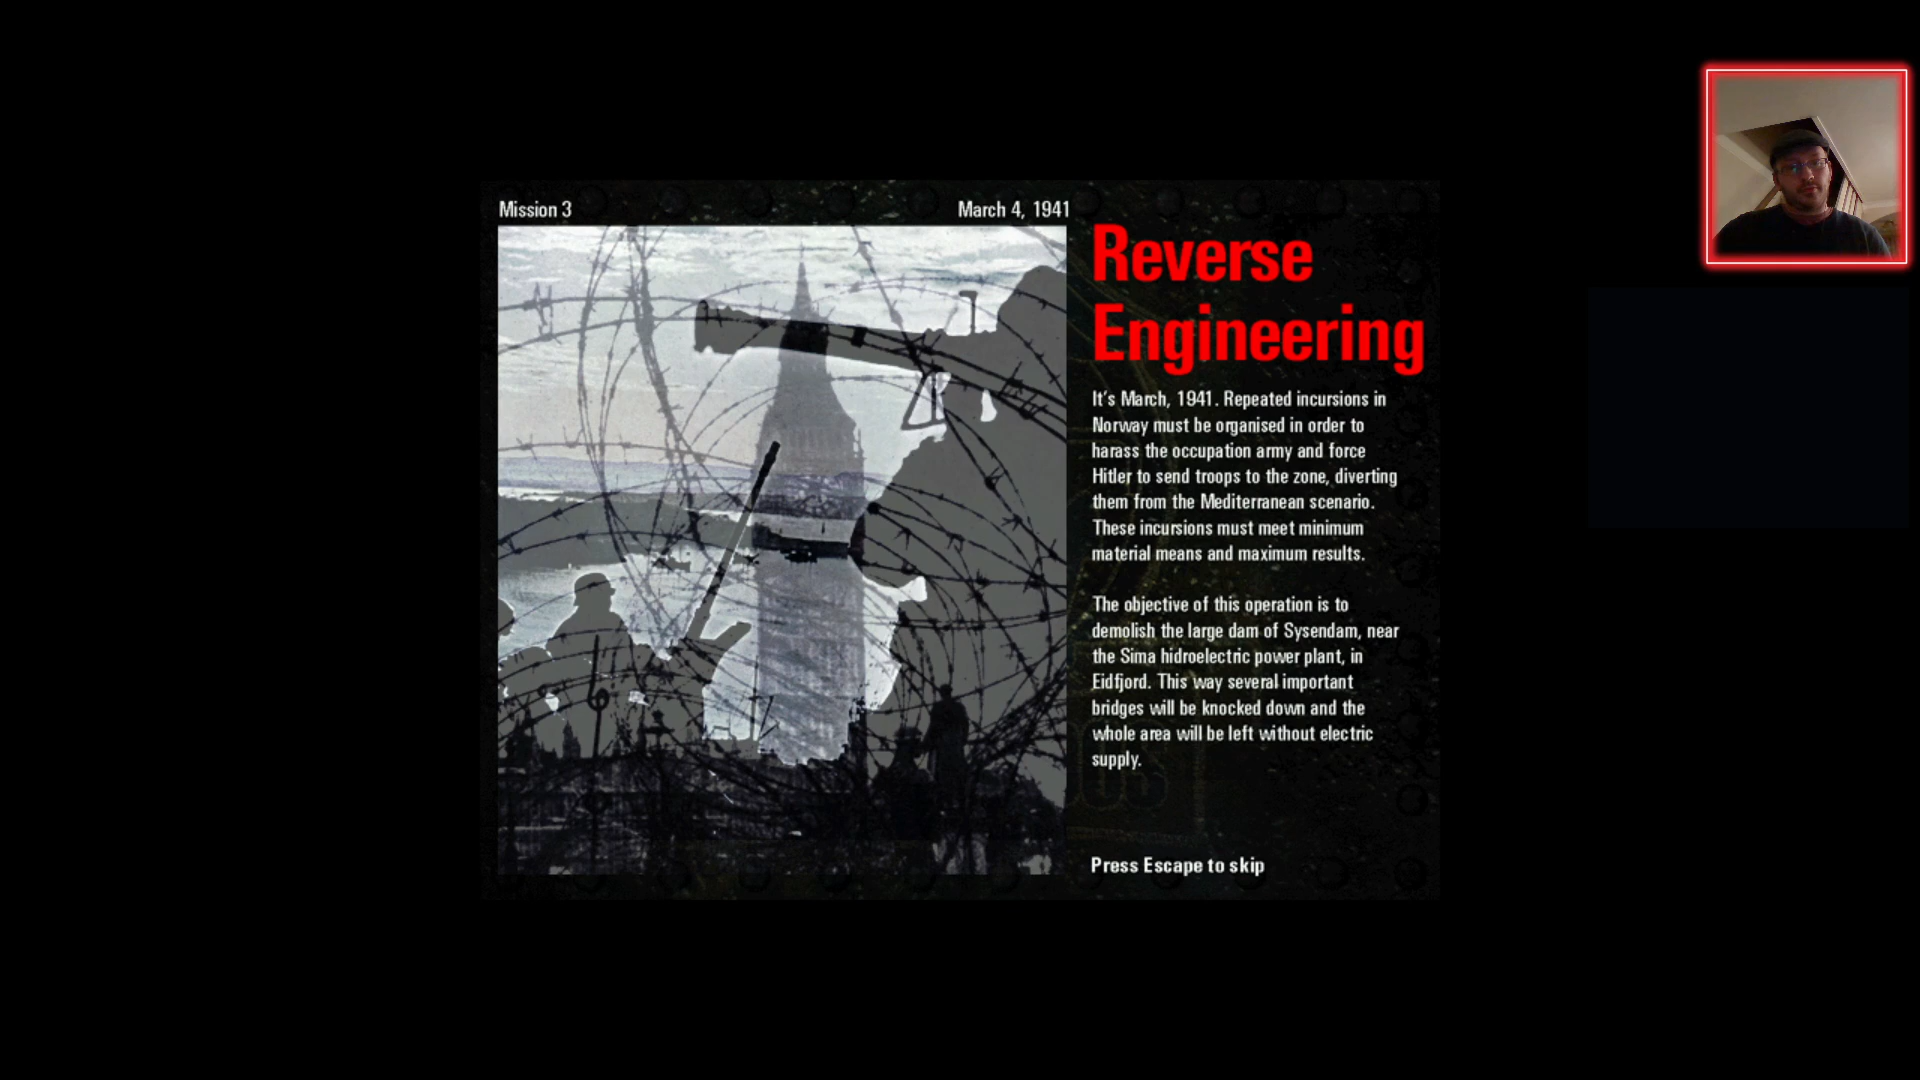 Mission 3
March 4, 1941
Reverse
Engineering
It's March, 1941. Repeated incursions in
Norway must be organised in order to
harass the occupation army and force
Hitler to send troops to the zone, diverting
them from the Mediterranean scenario.
These incursions must meet minimum
material means and maximum results.
The objective of this operation is to
demolish the large dam of Sysendam, near
the Sima hidroelectric power plant, in
Eidfjord. This way several important
bridges will be knocked down and the
whole area will be left without electric
supply.
Press Escape to skip